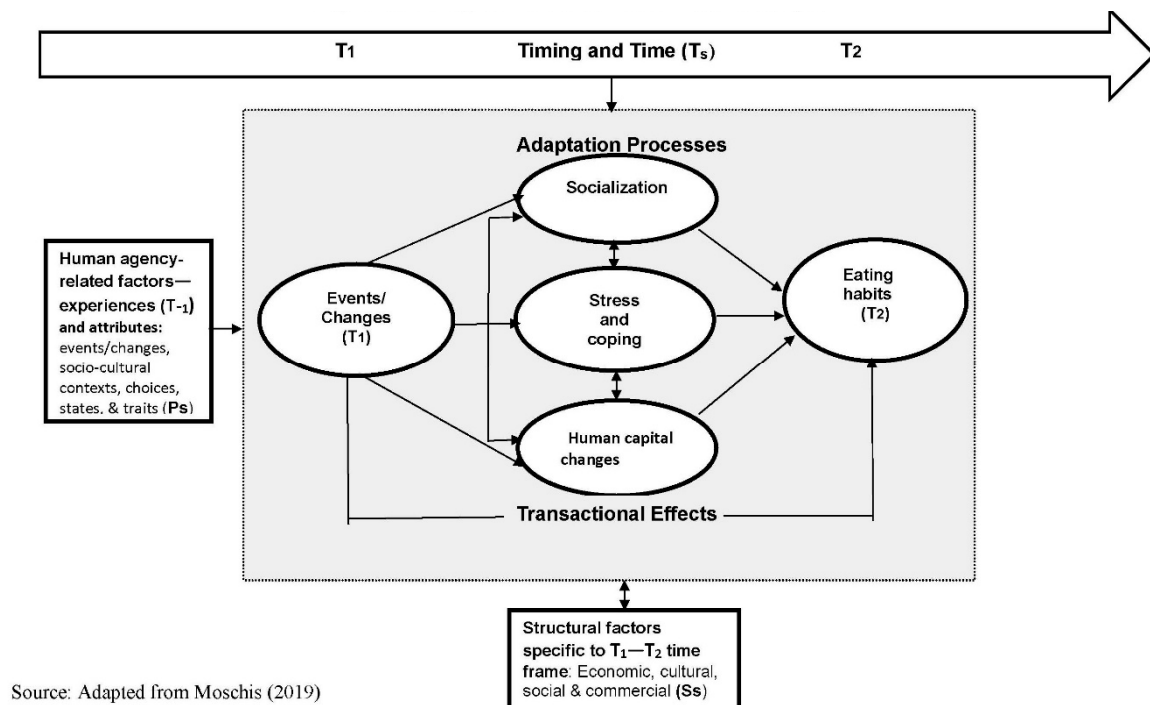 T1 Timing and Time (Ts) T2
Adaptation Processes
Socialization
Human agency-
related factors—
experiences (T-1)
and attributes:
events/changes,
socio-cultural
contexts, choices,
states, & traits (Ps)
Events/
Changes
(T1)
Stress
and
coping
Eating
habits
(T2)
Human capital
changes
Transactional Effects
Structural factors
specific to T1—T2 time
frame: Economic, cultural,
social & commercial (Ss)
Source: Adapted from Moschis (2019)